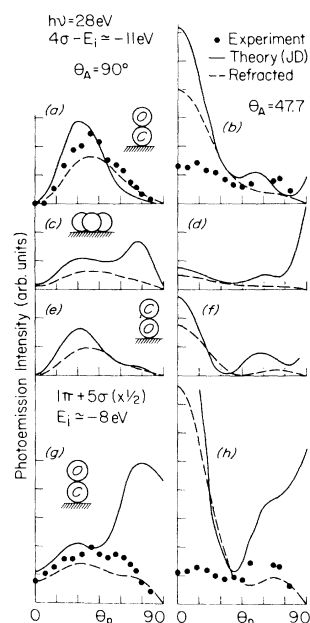 hν = 28eV
4σ-Ei ≃ -11eV
θA = 90°
● Experiment
— Theory (JD)
--- Refracted
θA = 47.7
(a)
O
C
(b)
(c)
(d)
(e)
C
O
(f)
1π + 5σ (x½)
Ei ≃ -8eV
(g)
O
C
(h)
Photoemission Intensity (arb. units)
0 θp 90 0 θp 90